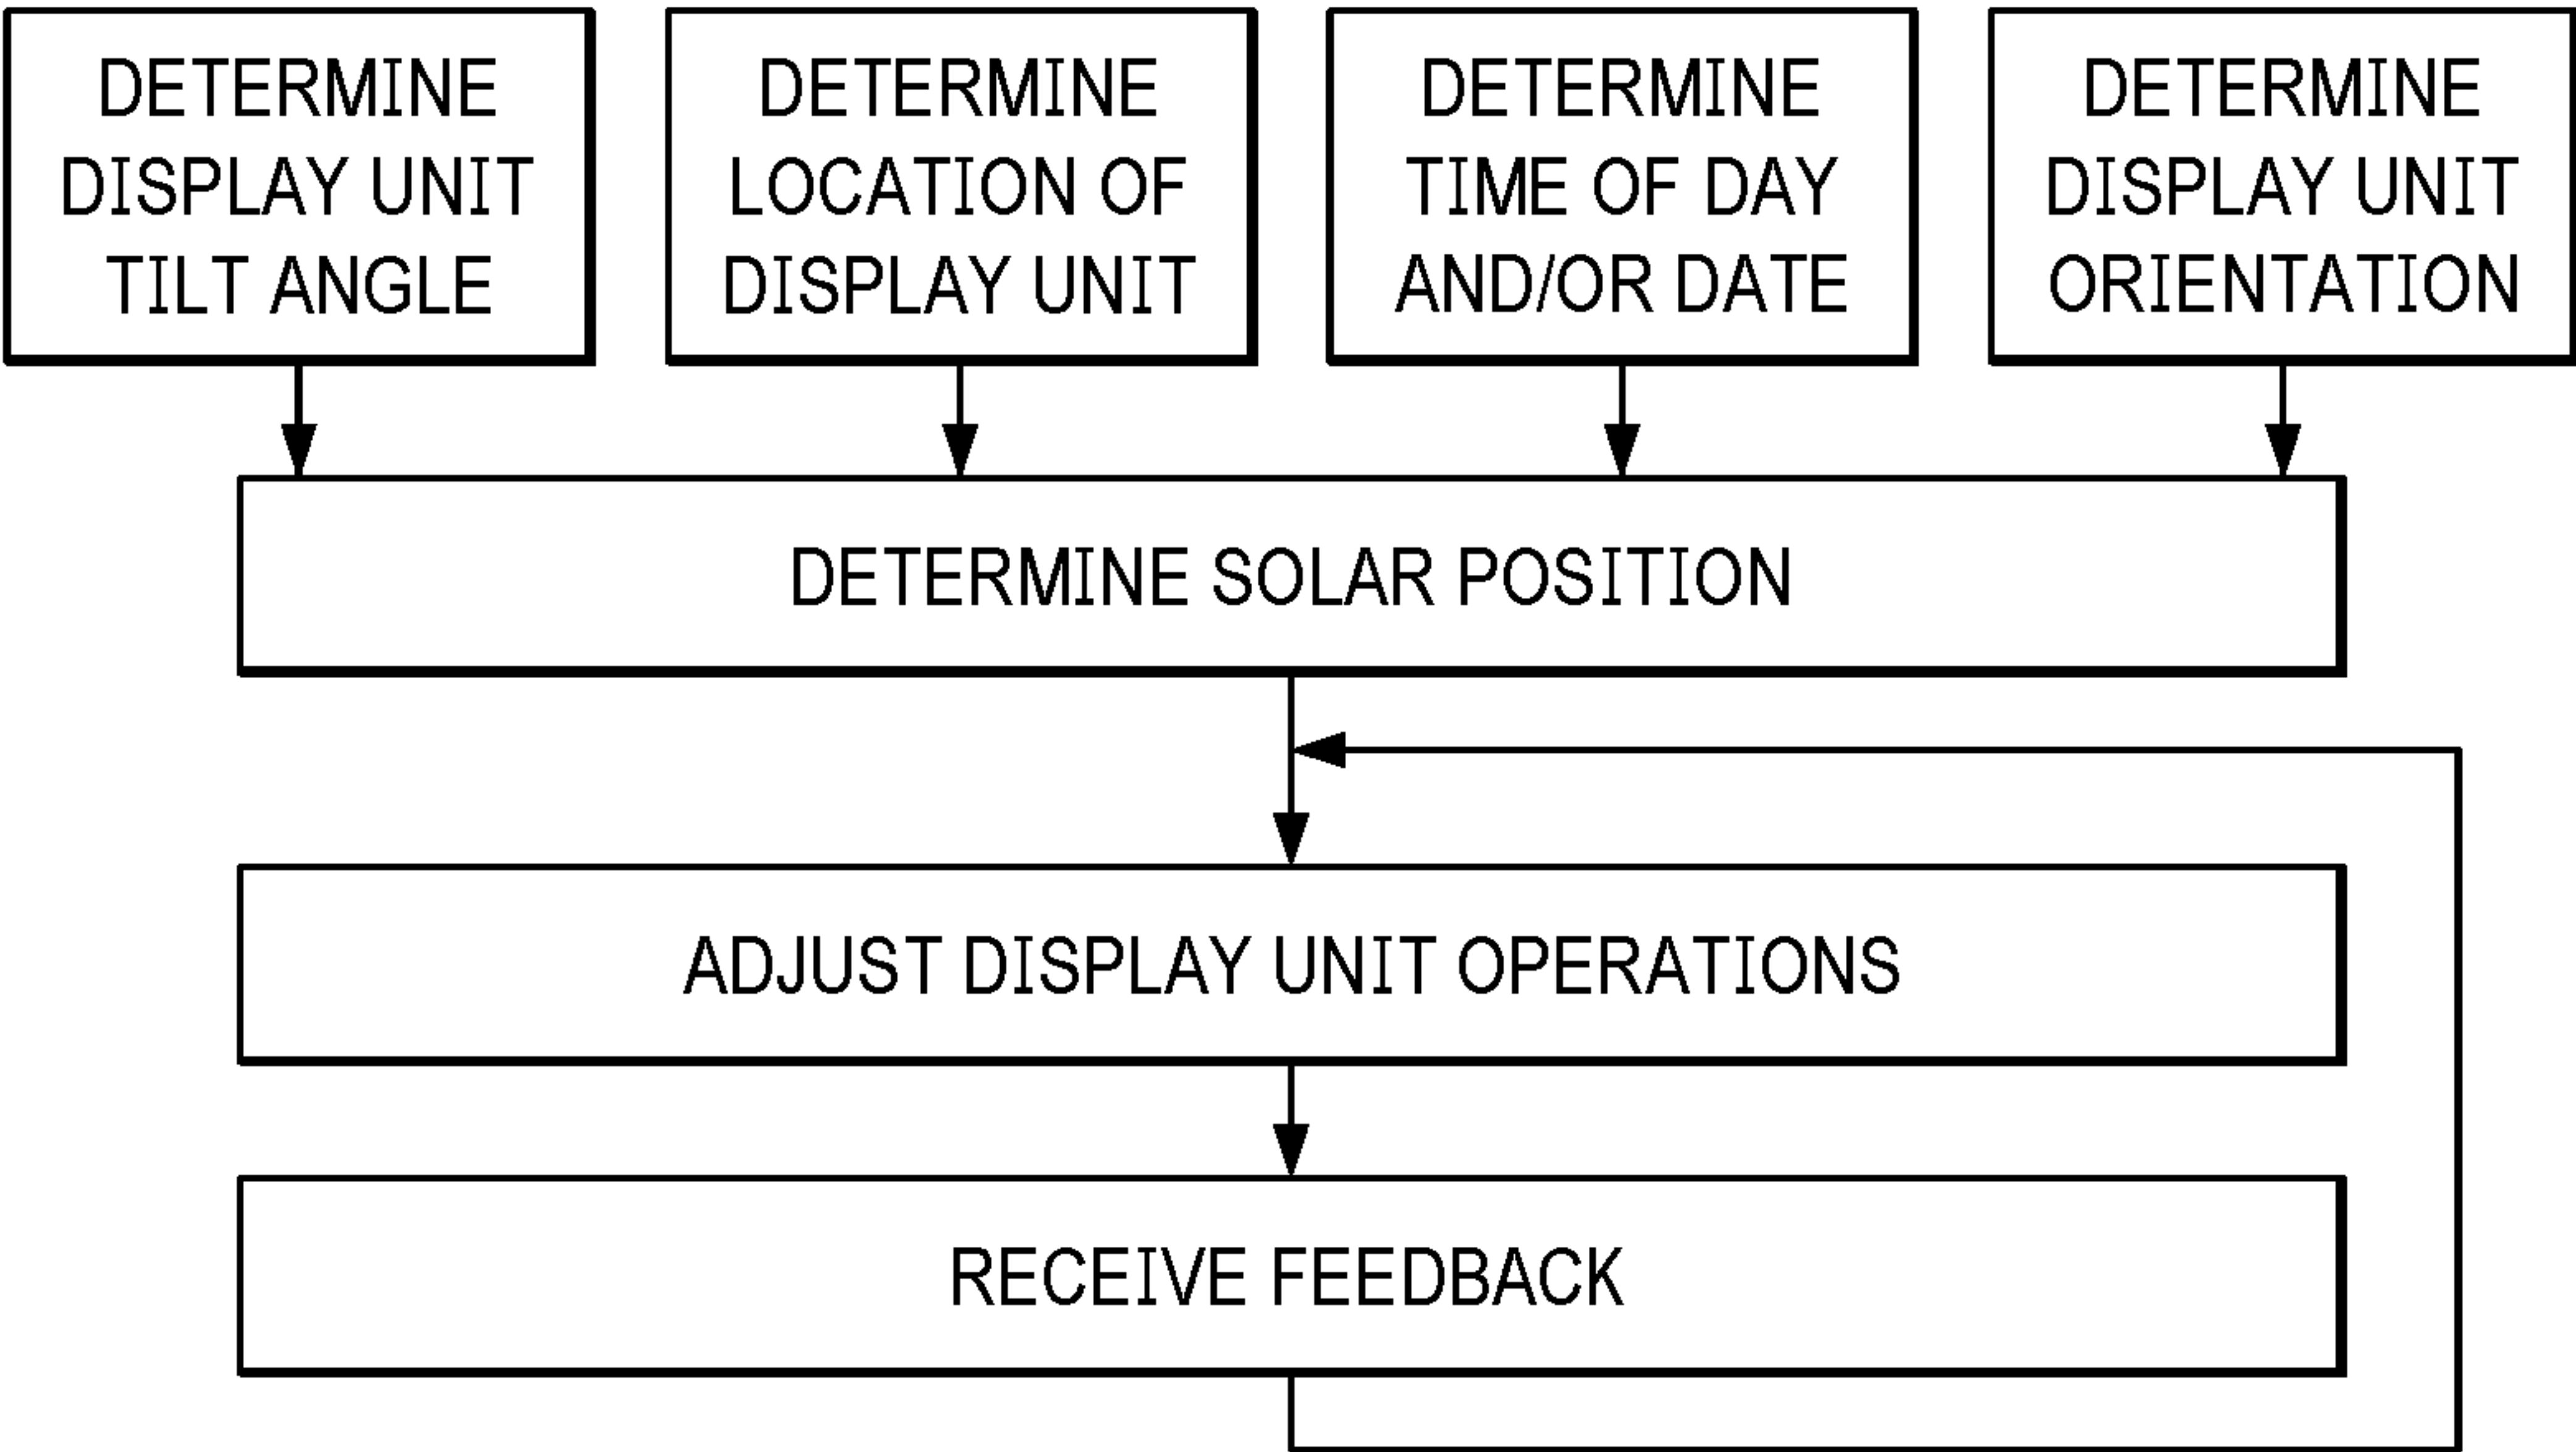 DETERMINE
DISPLAY UNIT
TILT ANGLE
DETERMINE
LOCATION OF
DISPLAY UNIT
DETERMINE
TIME OF DAY
AND/OR DATE
DETERMINE
DISPLAY UNIT
ORIENTATION
DETERMINE SOLAR POSITION
ADJUST DISPLAY UNIT OPERATIONS
RECEIVE FEEDBACK